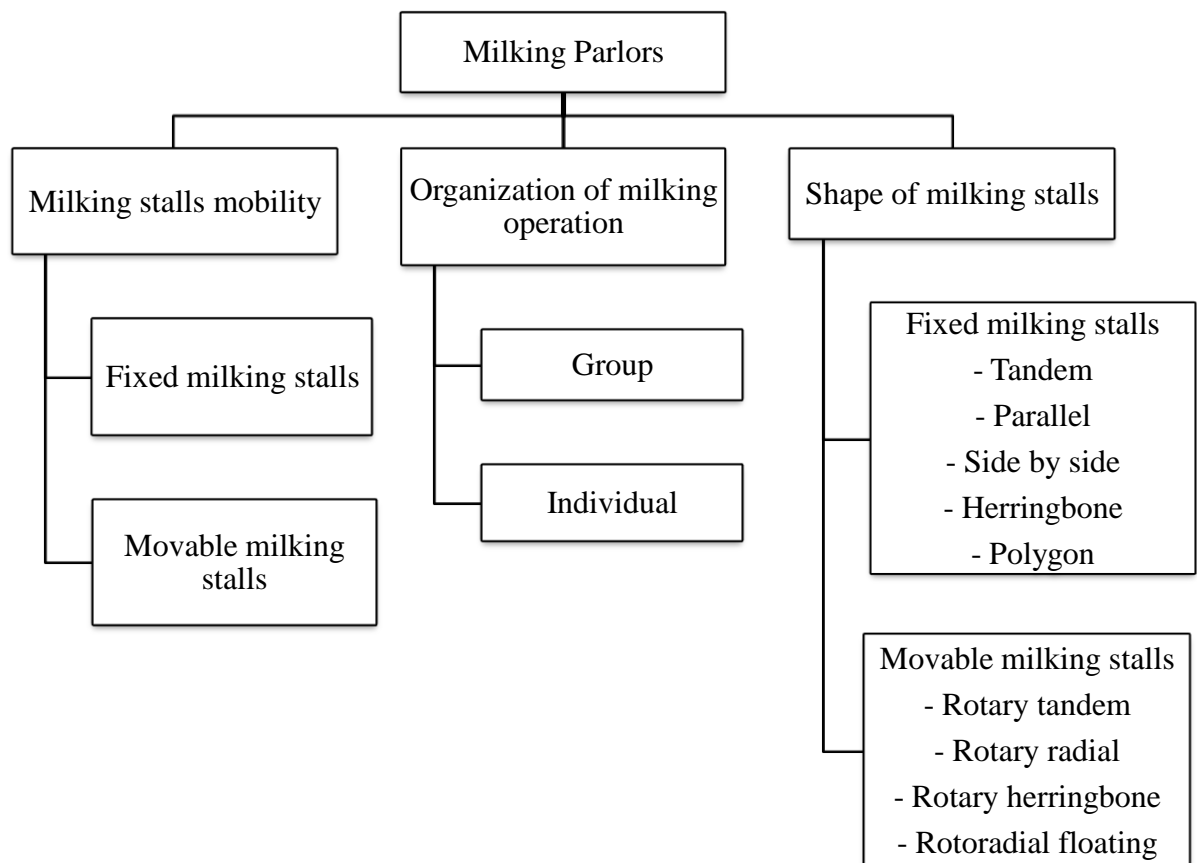 Milking Parlors
Milking stalls mobility
Organization of milking
operation
Shape of milking stalls
Fixed milking stalls
Movable milking
stalls
Group
Individual
Fixed milking stalls
- Tandem
- Parallel
- Side by side
- Herringbone
- Polygon
Movable milking stalls
- Rotary tandem
- Rotary radial
- Rotary herringbone
- Rotoradial floating